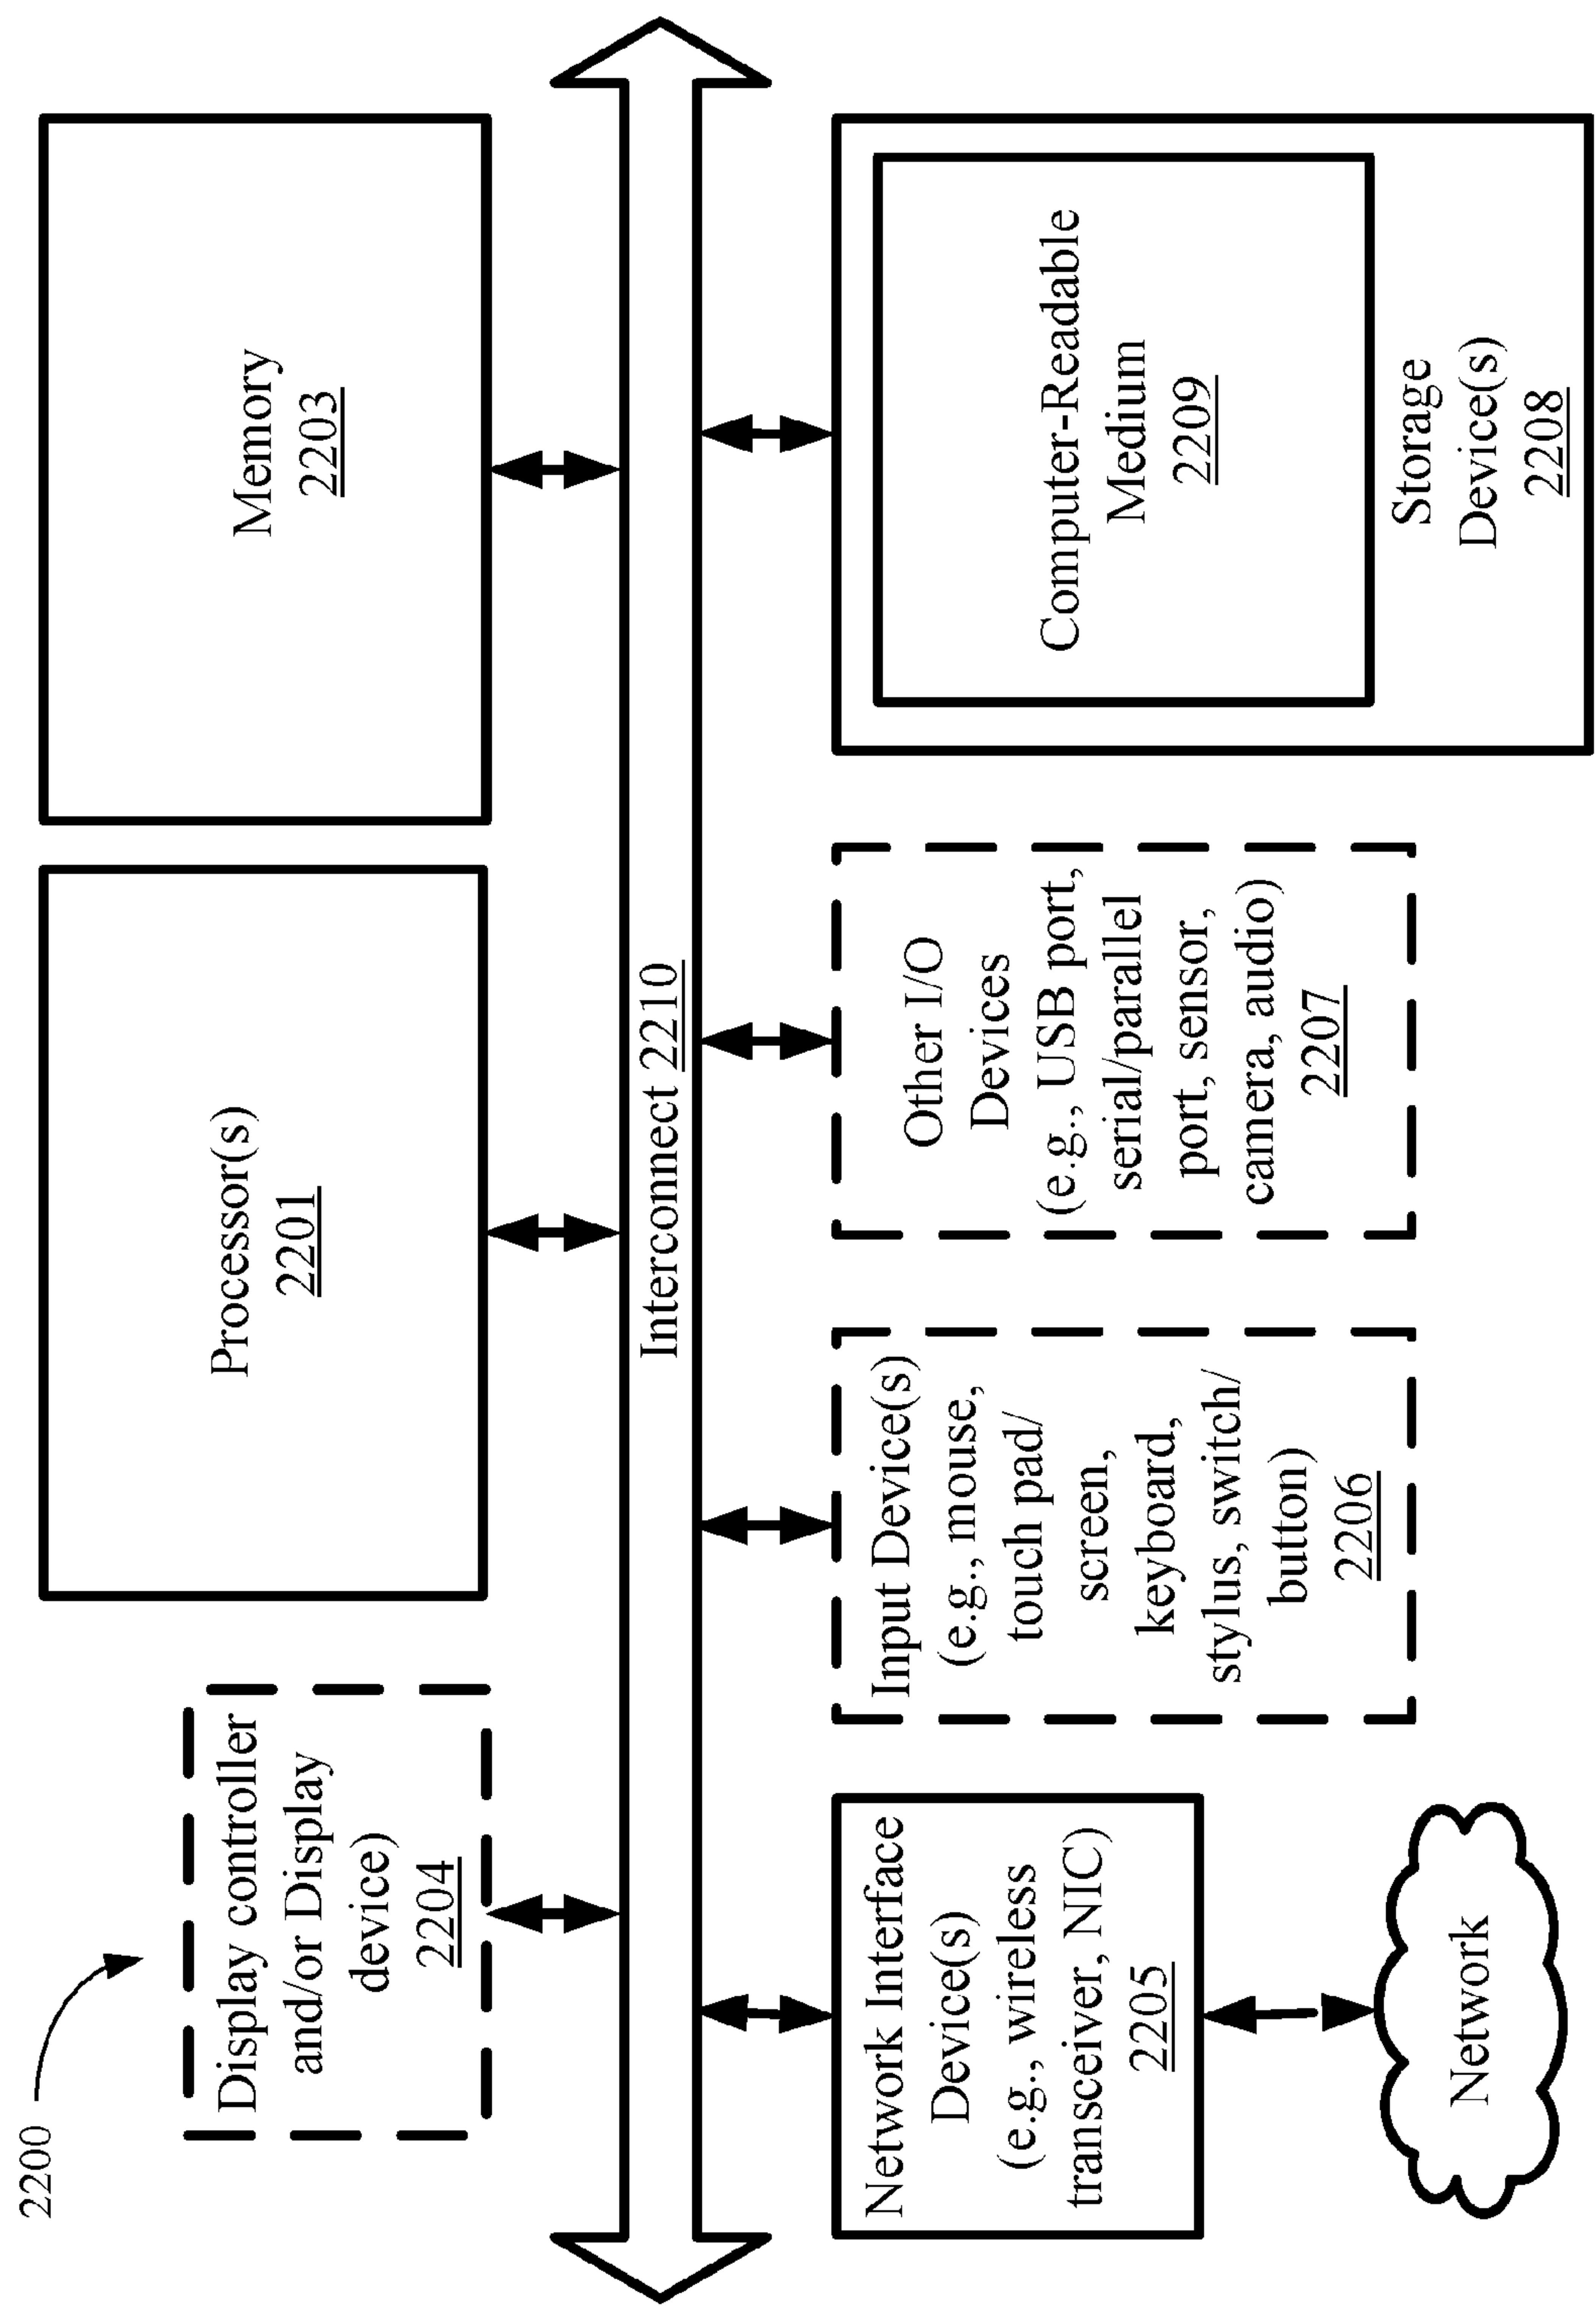 2200
Display controller
and/or Display
device)
2204
Processor(s)
2201
Memory
2203
Interconnect 2210
Network Interface
Device(s)
(e.g., wireless
transceiver, NIC)
2205
Network
Input Device(s)
(e.g., mouse,
touch pad/
screen,
keyboard,
stylus, switch/
button)
2206
Other I/O
Devices
(e.g., USB port,
serial/parallel
port, sensor,
camera, audio)
2207
Computer-Readable
Medium
2209
Storage
Device(s)
2208